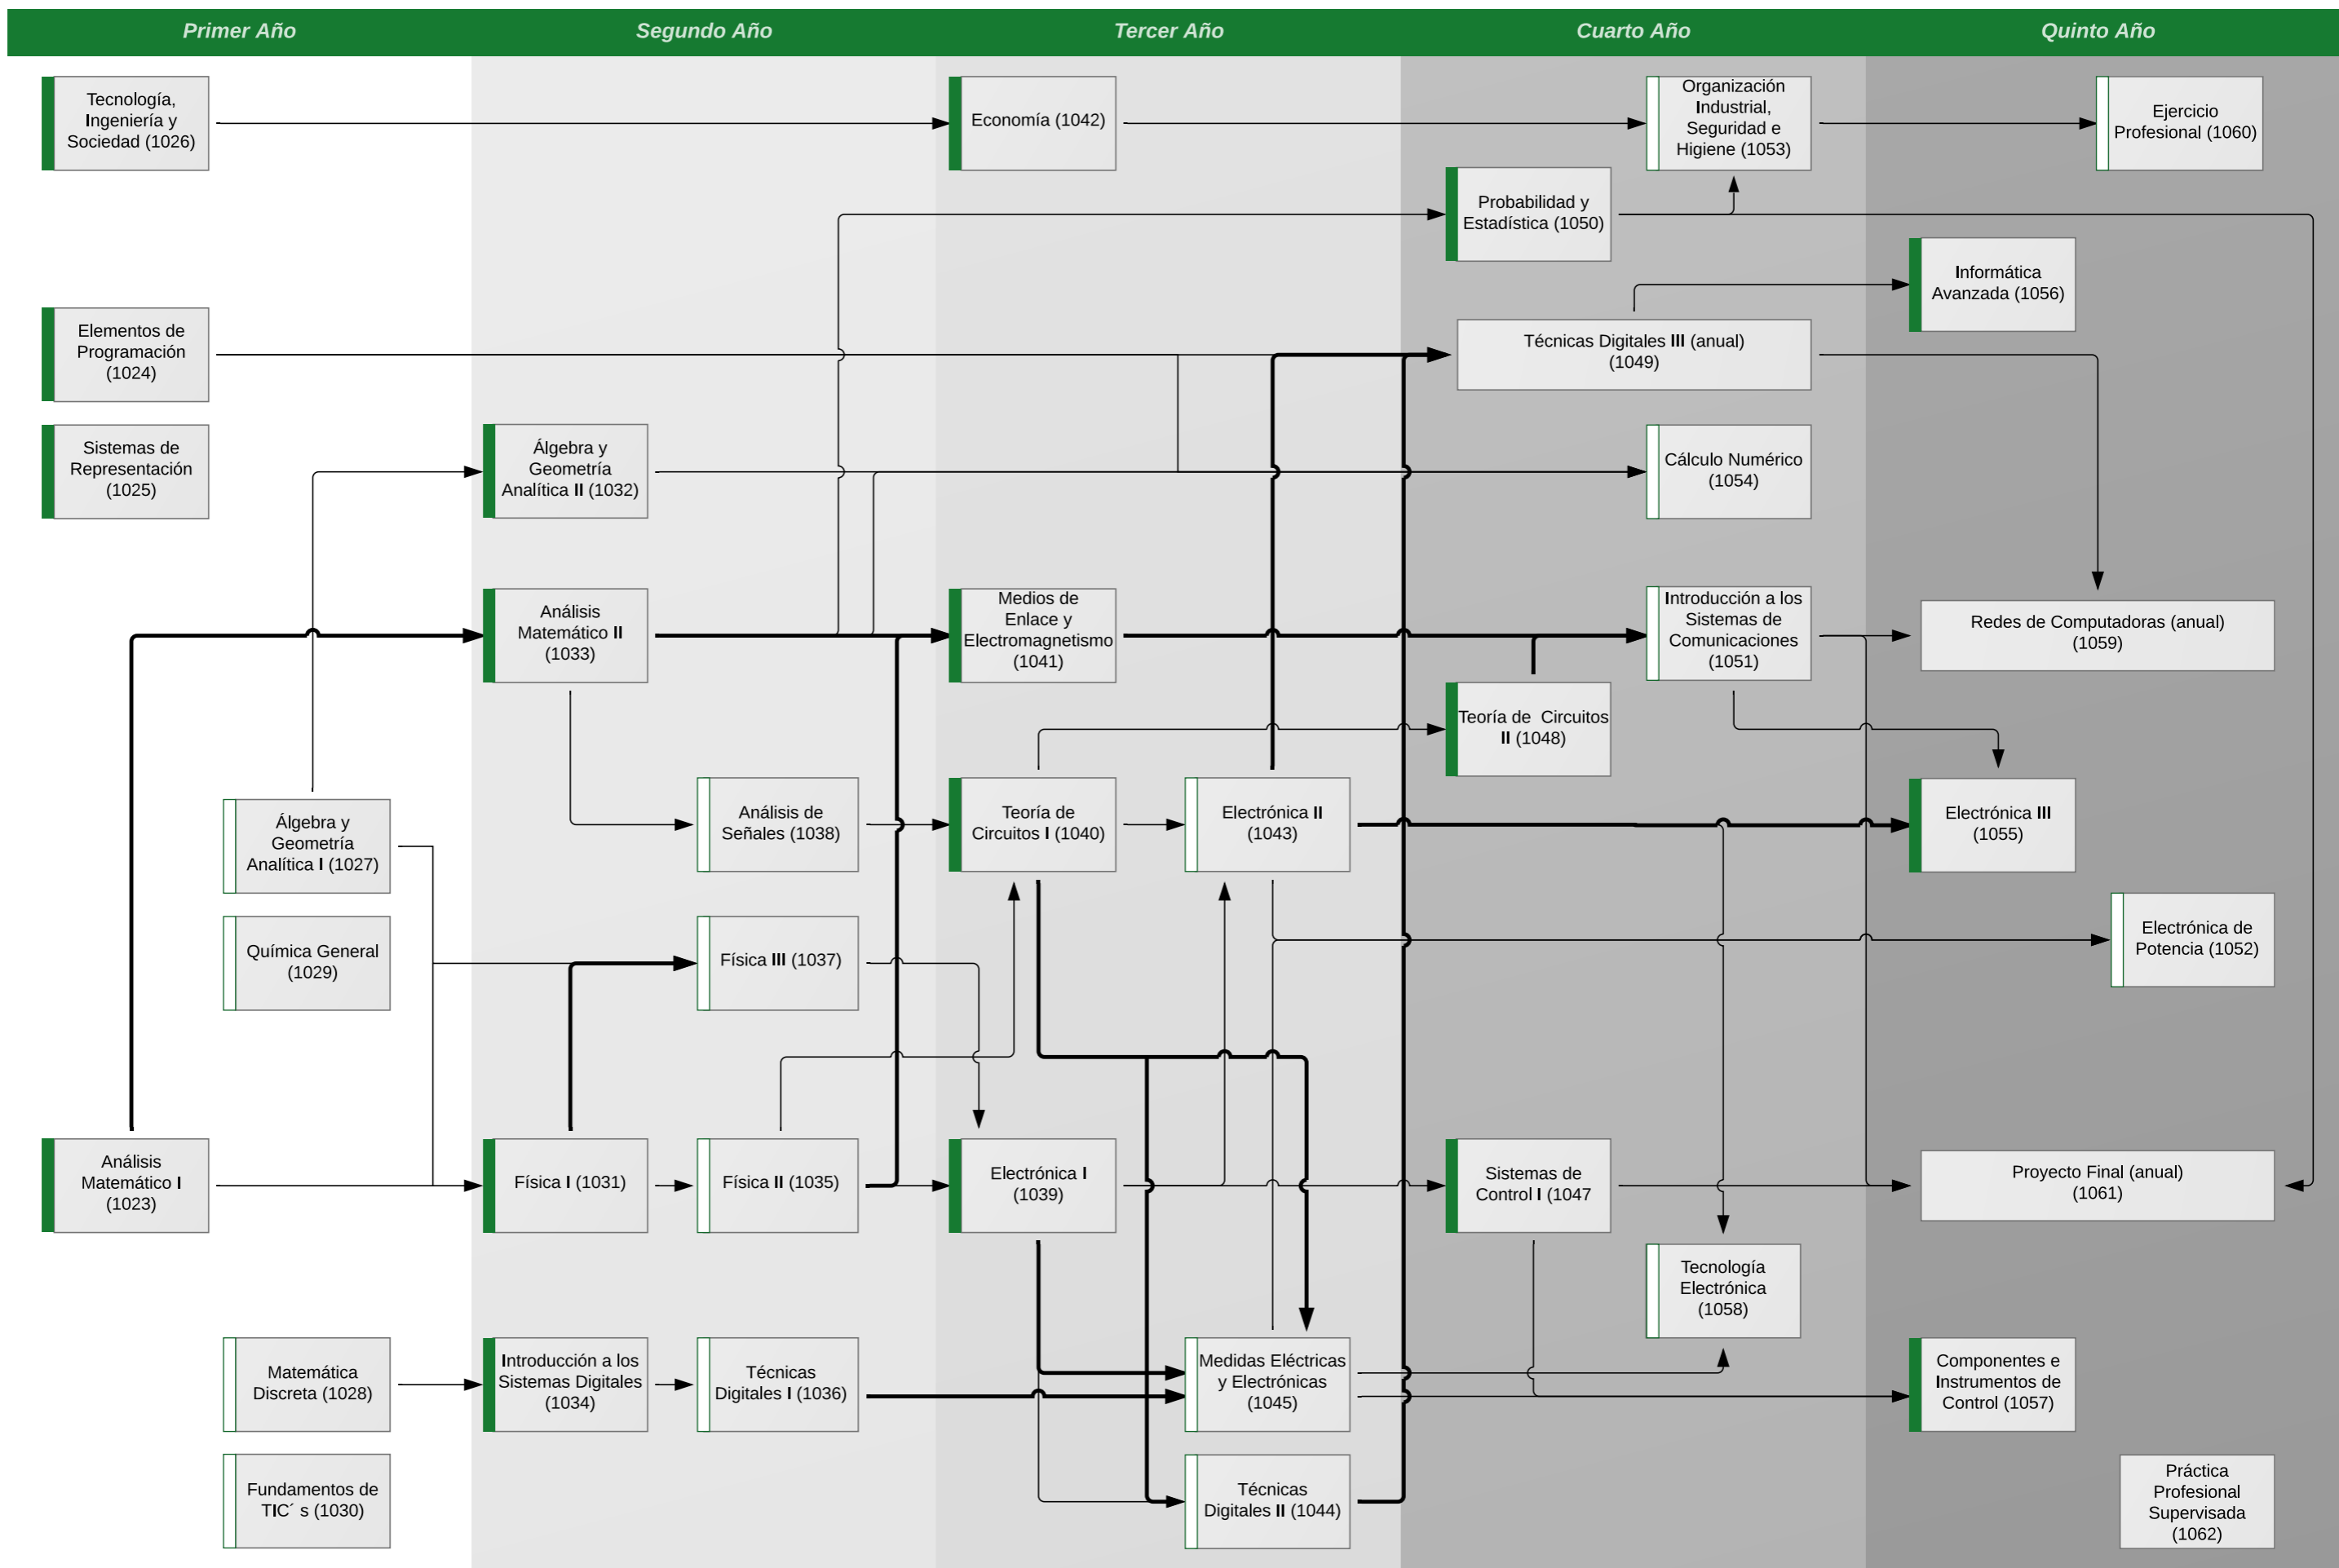 Primer Año
Segundo Año
Tercer Año
Cuarto Año
Quinto Año
Tecnología,
Ingeniería y
Sociedad (1026)
Economía (1042)
Organización
Industrial,
Seguridad e
Higiene (1053)
Ejercicio
Profesional (1060)
Probabilidad y
Estadística (1050)
Informática
Avanzada (1056)
Elementos de
Programación
(1024)
Técnicas Digitales III (anual)
(1049)
Sistemas de
Representación
(1025)
Álgebra y
Geometría
Analítica II (1032)
Cálculo Numérico
(1054)
Análisis
Matemático II
(1033)
Medios de
Enlace y
Electromagnetismo
(1041)
Introducción a los
Sistemas de
Comunicaciones
(1051)
Redes de Computadoras (anual)
(1059)
Teoría de  Circuitos
II (1048)
Álgebra y
Geometría
Analítica I (1027)
Análisis de
Señales (1038)
Teoría de
Circuitos I (1040)
Electrónica II
(1043)
Electrónica III
(1055)
Química General
(1029)
Física III (1037)
Electrónica de
Potencia (1052)
Análisis
Matemático I
(1023)
Física I (1031)
Física II (1035)
Electrónica I
(1039)
Sistemas de
Control I (1047
Proyecto Final (anual)
(1061)
Tecnología
Electrónica
(1058)
Matemática
Discreta (1028)
Introducción a los
Sistemas Digitales
(1034)
Técnicas
Digitales I (1036)
Medidas Eléctricas
y Electrónicas
(1045)
Componentes e
Instrumentos de
Control (1057)
Fundamentos de
TIC´ s (1030)
Técnicas
Digitales II (1044)
Práctica
Profesional
Supervisada
(1062)